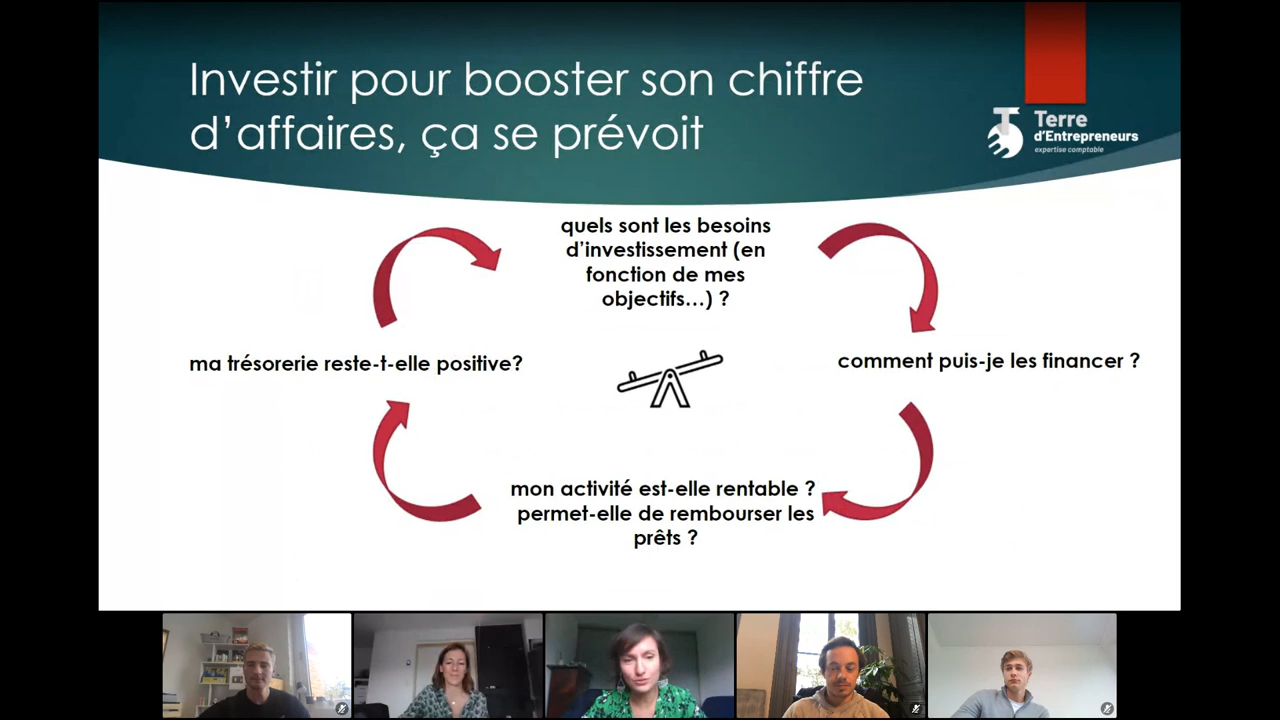 Investir pour booster son chiffre
d'affaires, ça se prévoit
Terre
d'Entrepreneurs
expertise comptable
quels sont les besoins
d'investissement (en
fonction de mes
objectifs…) ?
ma trésorerie reste-t-elle positive?
comment puis-je les financer ?
mon activité est-elle rentable ?
permet-elle de rembourser les
prêts ?